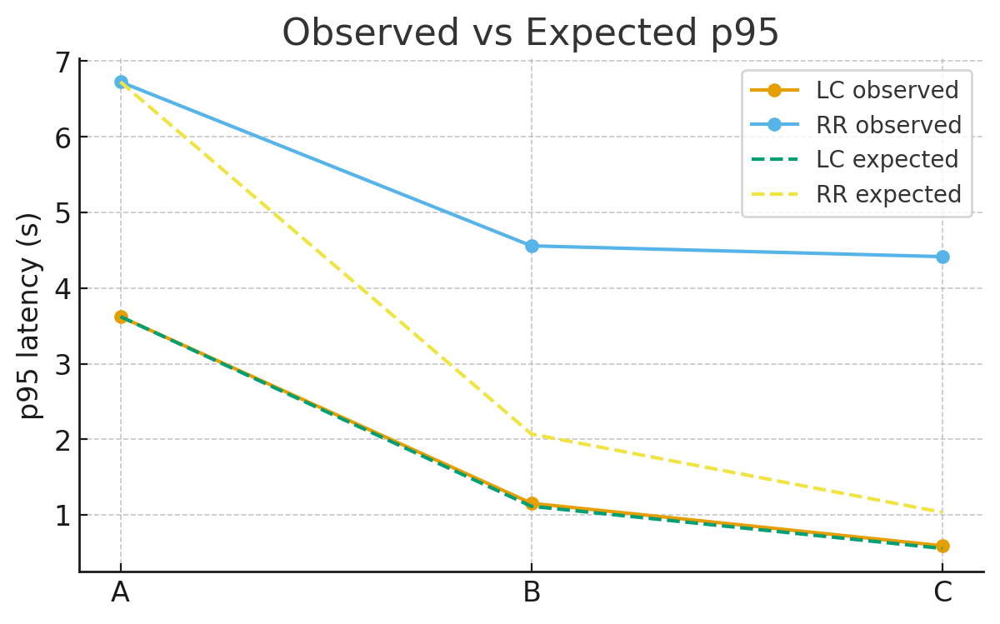 Observed vs Expected p95
7
6
5
4
3
2
1
p95 latency (s)
LC observed
RR observed
LC expected
RR expected
A B C